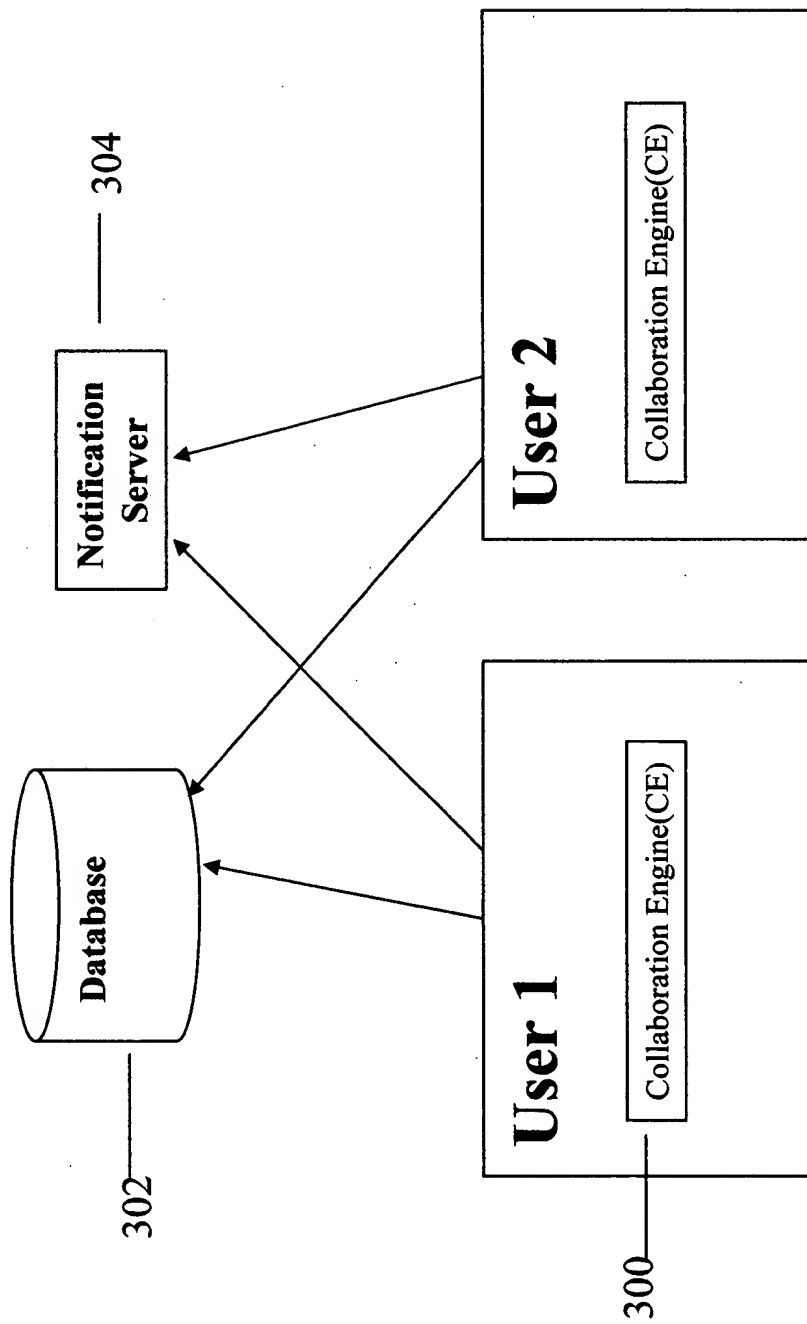 302
Database
Notification
Server
304
User 1
Collaboration Engine(CE)
300
User 2
Collaboration Engine(CE)